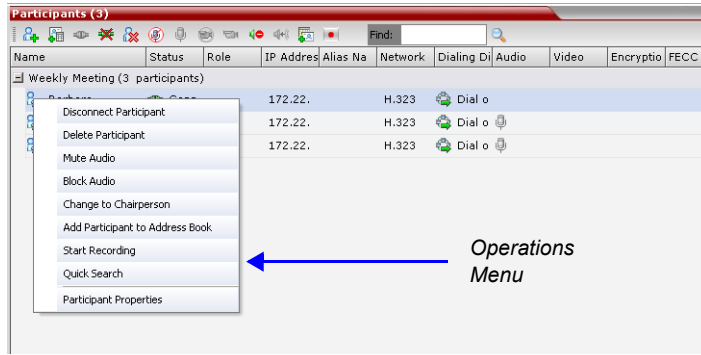 Participants (3)
Find:
Name Status Role IP Addres Alias Na Network Dialing Di Audio Video Encryptio FECC
Weekly Meeting (3 participants)
172.22. H.323 Dial o
172.22. H.323 Dial o
172.22. H.323 Dial o
Disconnect Participant
Delete Participant
Mute Audio
Block Audio
Change to Chairperson
Add Participant to Address Book
Start Recording
Quick Search
Participant Properties
Operations
Menu